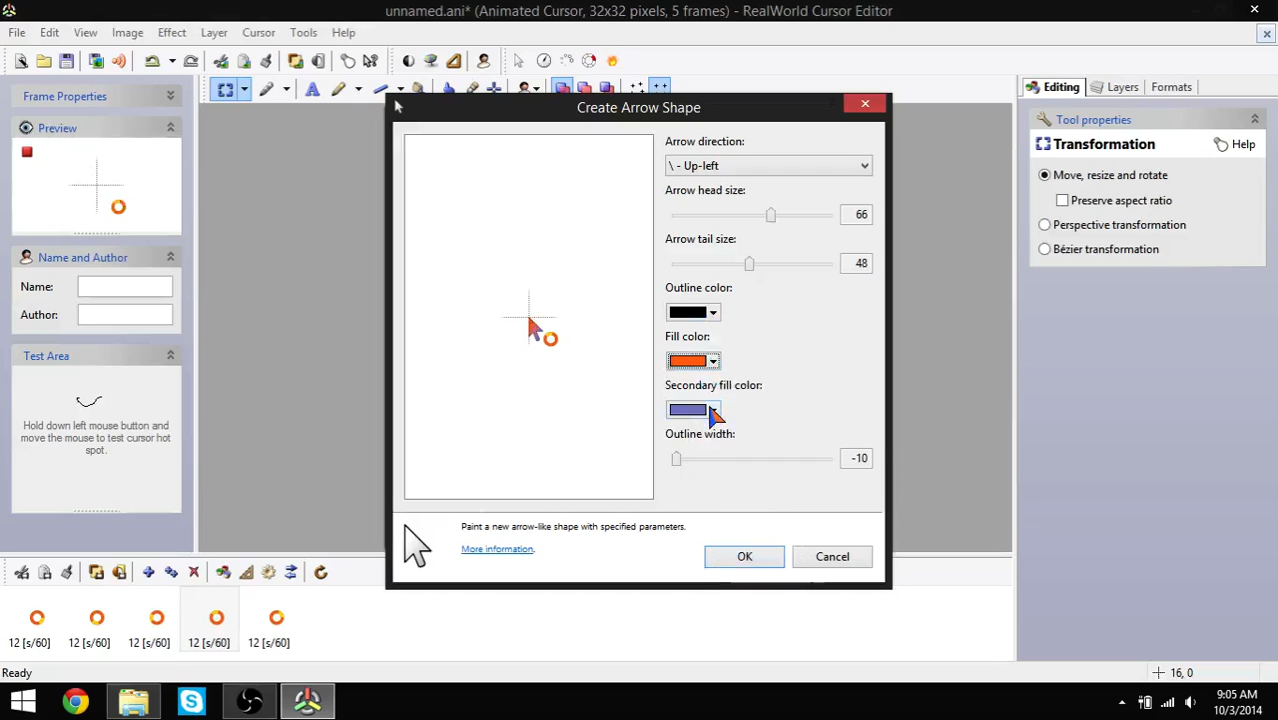 unnamed.ani* (Animated Cursor, 32x32 pixels, 5 frames) - RealWorld Cursor Editor
File Edit View Image Effect Layer Cursor Tools Help
Frame Properties
Preview
Name and Author
Name:
Author:
Test Area
Hold down left mouse button and
move the mouse to test cursor hot
spot.
Create Arrow Shape
Arrow direction:
\ - Up-left
Arrow head size:
66
Arrow tail size:
48
Outline color:
Fill color:
Secondary fill color:
Outline width:
-10
Paint a new arrow-like shape with specified parameters.
More information.
OK Cancel
Editing Layers Formats
Tool properties
Transformation Help
Move, resize and rotate
Preserve aspect ratio
Perspective transformation
Bézier transformation
12 [s/60] 12 [s/60] 12 [s/60] 12 [s/60] 12 [s/60]
Ready 16, 0
9:05 AM
10/3/2014